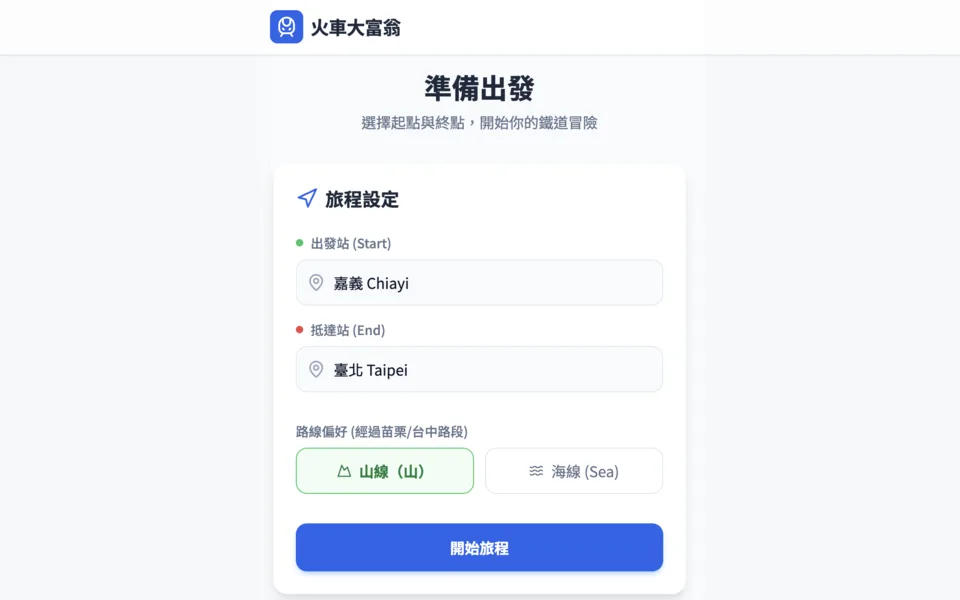 火車大富翁
準備出發
選擇起點與終點，開始你的鐵道冒險
旅程設定
出發站 (Start)
嘉義 Chiayi
抵達站 (End)
臺北 Taipei
路線偏好 (經過苗栗/台中路段)
山線（山）
海線 (Sea)
開始旅程